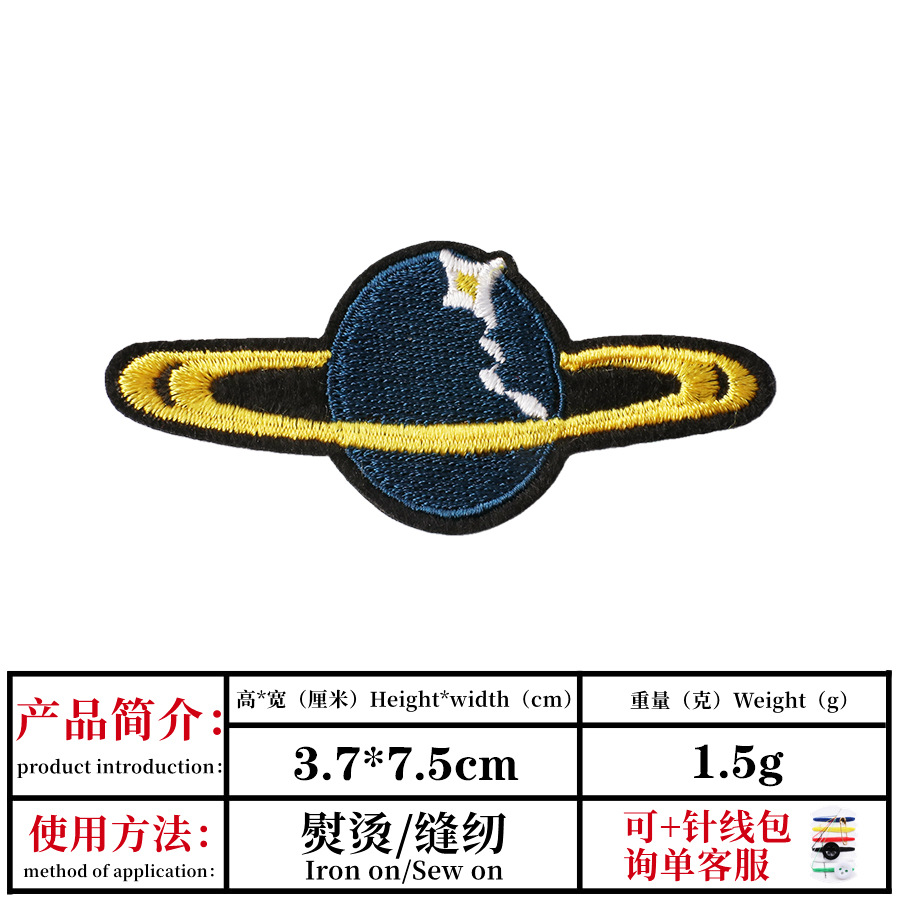 产品简介:
product introduction:
高*宽（厘米）Height*width（cm）
重量（克）Weight（g）
3.7*7.5cm
1.5g
使用方法:
method of application:
熨烫/缝纫
Iron on/Sew on
可+针线包
询单客服